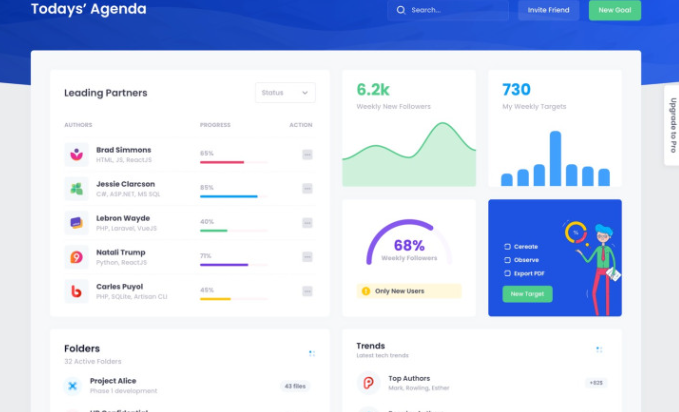 Todays' Agenda
Search...
Invite Friend
New Goal
Leading Partners
Status
AUTHORS PROGRESS ACTION
Brad Simmons
HTML, JS, ReactJS
65%
Jessie Clarcson
C#, ASP.NET, MS SQL
85%
Lebron Wayde
PHP, Laravel, VueJS
40%
Natali Trump
Python, ReactJS
71%
Carles Puyol
PHP, SQLite, Artisan CLI
45%
6.2k
Weekly New Followers
730
My Weekly Targets
68%
Weekly Followers
Only New Users
%
Cereate
Observe
Export PDF
New Target
Upgrade to Pro
Folders
32 Active Folders
Project Alice
Phase 1 development
43 files
Trends
Latest tech trends
Top Authors
Mark, Rowling, Esther
+82$